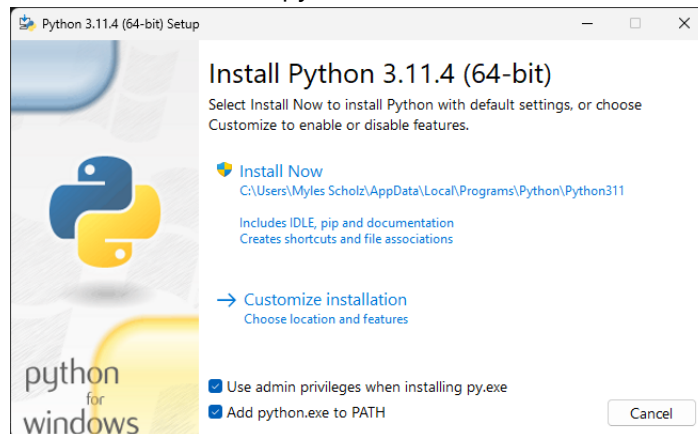 py
Python 3.11.4 (64-bit) Setup
Install Python 3.11.4 (64-bit)
Select Install Now to install Python with default settings, or choose
Customize to enable or disable features.
Install Now
C:\Users\Myles Scholz\AppData\Local\Programs\Python\Python311
Includes IDLE, pip and documentation
Creates shortcuts and file associations
Customize installation
Choose location and features
Use admin privileges when installing py.exe
Add python.exe to PATH
Cancel
python
for
windows